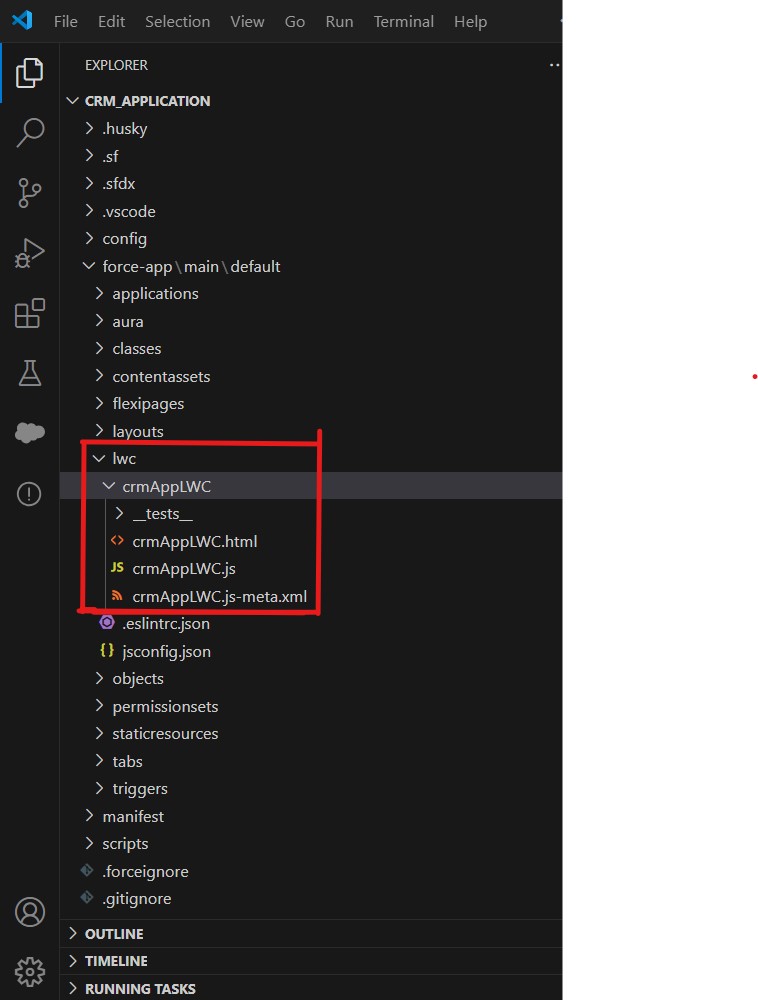 File Edit Selection View Go Run Terminal Help
EXPLORER
CRM_APPLICATION
.husky
.sf
.sfdx
.vscode
config
force-app\main\default
applications
aura
classes
contentassets
flexipages
layouts
lwc
crmAppLWC
__tests__
<> crmAppLWC.html
JS crmAppLWC.js
crmAppLWC.js-meta.xml
.eslintrc.json
{} jsconfig.json
objects
permissionsets
staticresources
tabs
triggers
manifest
scripts
.forceignore
.gitignore
OUTLINE
TIMELINE
RUNNING TASKS